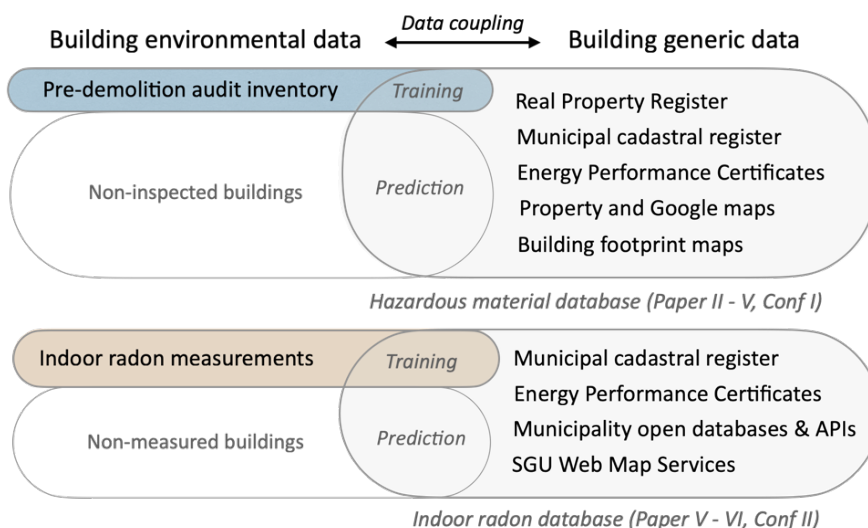 Data coupling
Building environmental data
Building generic data
Pre-demolition audit inventory
Training
Non-inspected buildings
Prediction
Real Property Register
Municipal cadastral register
Energy Performance Certificates
Property and Google maps
Building footprint maps
Hazardous material database (Paper II - V, Conf I)
Indoor radon measurements
Training
Non-measured buildings
Prediction
Municipal cadastral register
Energy Performance Certificates
Municipality open databases & APIs
SGU Web Map Services
Indoor radon database (Paper V - VI, Conf II)